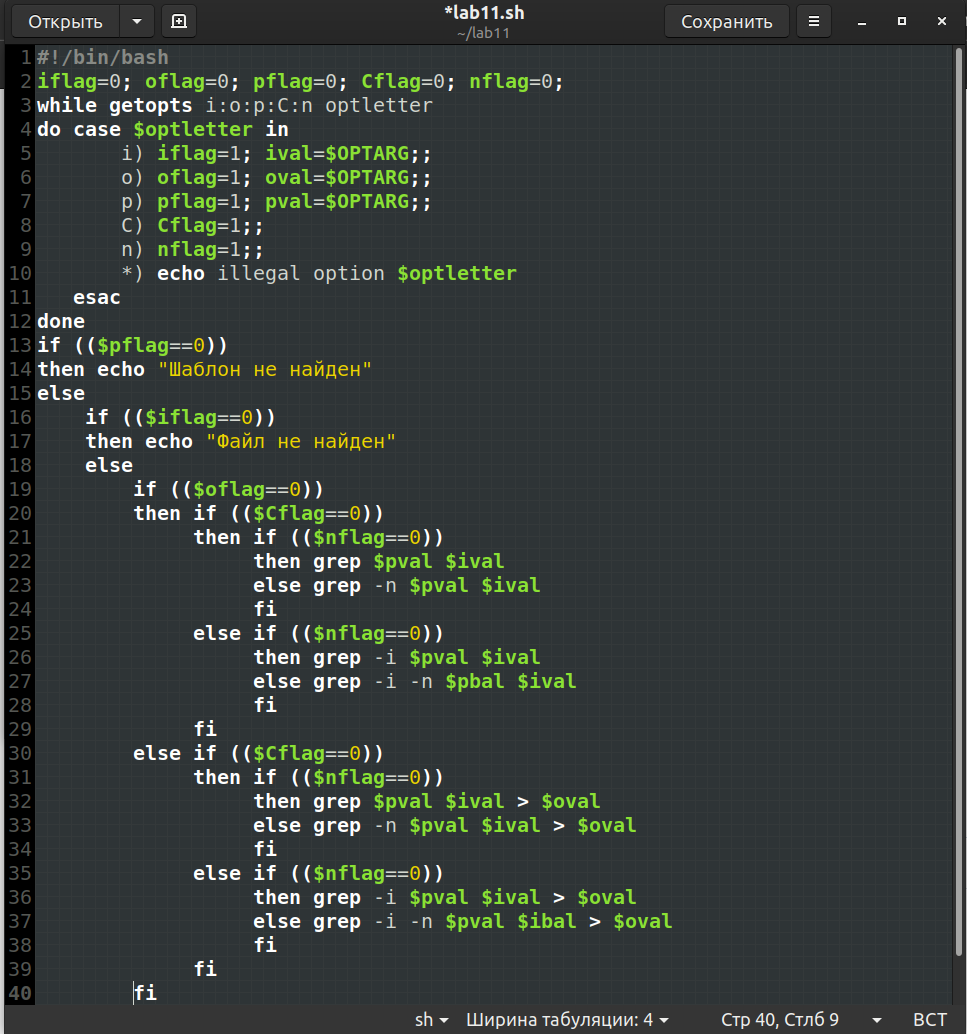 Открыть
*lab11.sh
~/lab11
Сохранить
1 #!/bin/bash
2 iflag=0; oflag=0; pflag=0; Cflag=0; nflag=0;
3 while getopts i:o:p:C:n optletter
4 do case $optletter in
5        i) iflag=1; ival=$OPTARG;;
6        o) oflag=1; oval=$OPTARG;;
7        p) pflag=1; pval=$OPTARG;;
8        C) Cflag=1;;
9        n) nflag=1;;
10        *) echo illegal option $optletter
11    esac
12 done
13 if (($pflag==0))
14 then echo "Шаблон не найден"
15 else
16     if (($iflag==0))
17     then echo "Файл не найден"
18     else
19         if (($oflag==0))
20         then if (($Cflag==0))
21              then if (($nflag==0))
22                   then grep $pval $ival
23                   else grep -n $pval $ival
24                   fi
25              else if (($nflag==0))
26                   then grep -i $pval $ival
27                   else grep -i -n $pbal $ival
28                   fi
29              fi
30         else if (($Cflag==0))
31              then if (($nflag==0))
32                   then grep $pval $ival > $oval
33                   else grep -n $pval $ival > $oval
34                   fi
35              else if (($nflag==0))
36                   then grep -i $pval $ival > $oval
37                   else grep -i -n $pval $ibal > $oval
38                   fi
39              fi
40         fi
sh Ширина табуляции: 4 Стр 40, Стлб 9 ВСТ